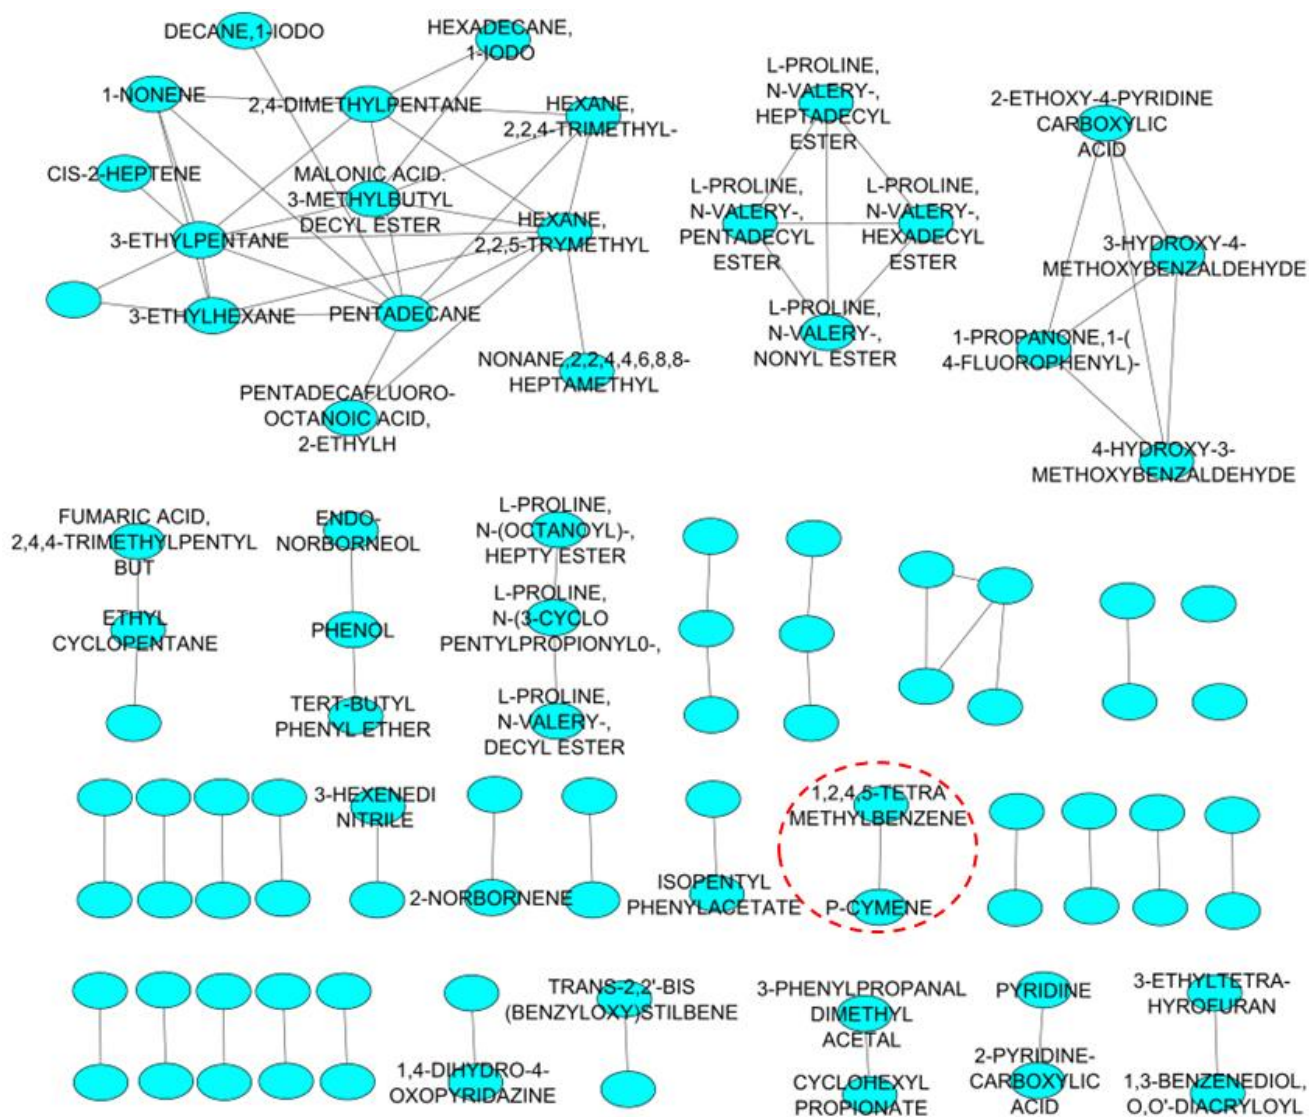 DECANE,1-IODO
HEXADECANE,
1-IODO
1-NONENE
2,4-DIMETHYLPENTANE
HEXANE,
2,2,4-TRIMETHYL-
CIS-2-HEPTENE
MALONIC ACID.
3-METHYLBUTYL
DECYL ESTER
3-ETHYLPENTANE
HEXANE,
2,2,5-TRYMETHYL
3-ETHYLHEXANE
PENTADECANE
NONANE,2,2,4,4,6,8,8-
HEPTAMETHYL
PENTADECAFLUORO-
OCTANOIC ACID,
2-ETHYLH
L-PROLINE,
N-VALERY-,
HEPTADECYL
ESTER
L-PROLINE,
N-VALERY-,
PENTADECYL
ESTER
L-PROLINE,
N-VALERY-,
HEXADECYL
ESTER
L-PROLINE,
N-VALERY-,
NONYL ESTER
2-ETHOXY-4-PYRIDINE
CARBOXYLIC
ACID
3-HYDROXY-4-
METHOXYBENZALDEHYDE
1-PROPANONE,1-(
4-FLUOROPHENYL)-
4-HYDROXY-3-
METHOXYBENZALDEHYDE
FUMARIC ACID,
2,4,4-TRIMETHYLPENTYL
BUT
ETHYL
CYCLOPENTANE
ENDO-
NORBORNEOL
PHENOL
TERT-BUTYL
PHENYL ETHER
L-PROLINE,
N-(OCTANOYL)-,
HEPTY ESTER
L-PROLINE,
N-(3-CYCLO
PENTYLPROPIONYL0-,
L-PROLINE,
N-VALERY-,
DECYL ESTER
3-HEXENEDI
NITRILE
2-NORBORNENE
ISOPENTYL
PHENYLACETATE
1,2,4,5-TETRA
METHYLBENZENE
P-CYMENE
1,4-DIHYDRO-4-
OXOPYRIDAZINE
TRANS-2,2'-BIS
(BENZYLOXY)STILBENE
3-PHENYLPROPANAL
DIMETHYL
ACETAL
CYCLOHEXYL
PROPIONATE
PYRIDINE
2-PYRIDINE-
CARBOXYLIC
ACID
3-ETHYLTETRA-
HYROFURAN
1,3-BENZENEDIOL,
O,O'-DIACRYLOYL